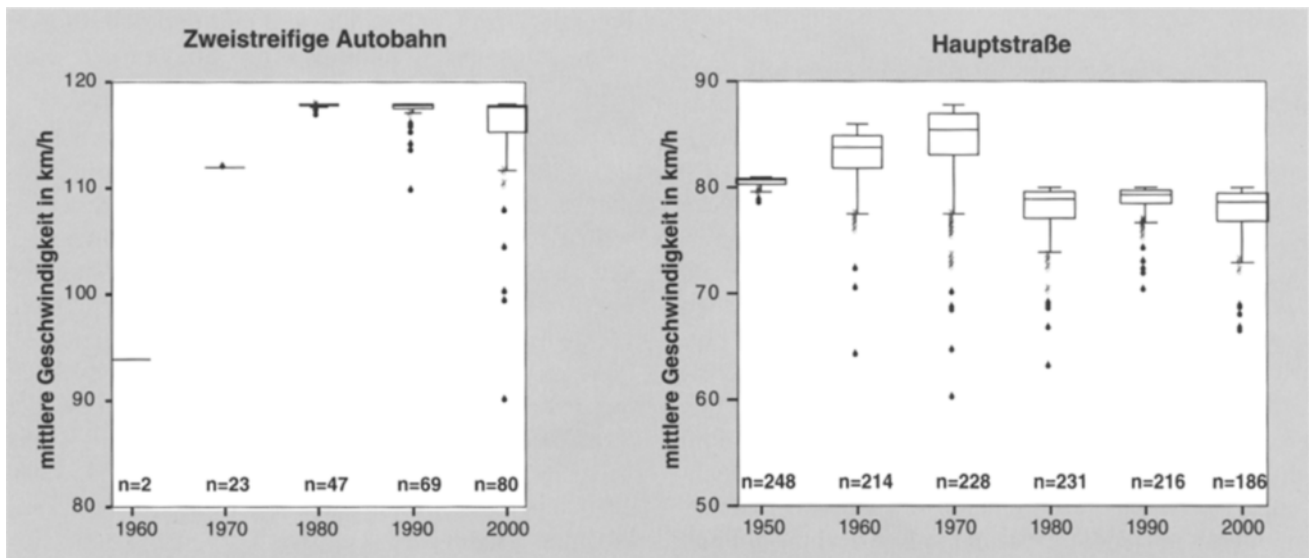 Zweistreifige Autobahn
mittlere Geschwindigkeit in km/h
120
110
100
90
80
n=2 n=23 n=47 n=69 n=80
1960 1970 1980 1990 2000
Hauptstraße
mittlere Geschwindigkeit in km/h
90
80
70
60
50
n=248 n=214 n=228 n=231 n=216 n=186
1950 1960 1970 1980 1990 2000